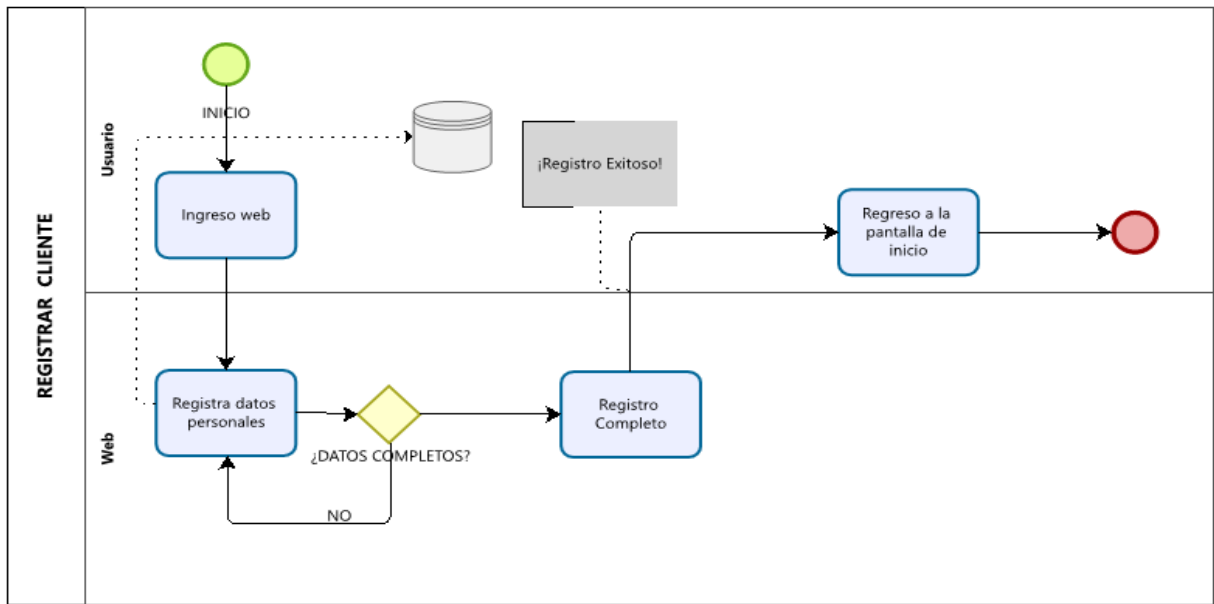 REGISTRAR CLIENTE
Usuario
INICIO
Ingreso web
¡Registro Exitoso!
Regreso a la
pantalla de
inicio
Web
Registra datos
personales
¿DATOS COMPLETOS?
NO
Registro
Completo